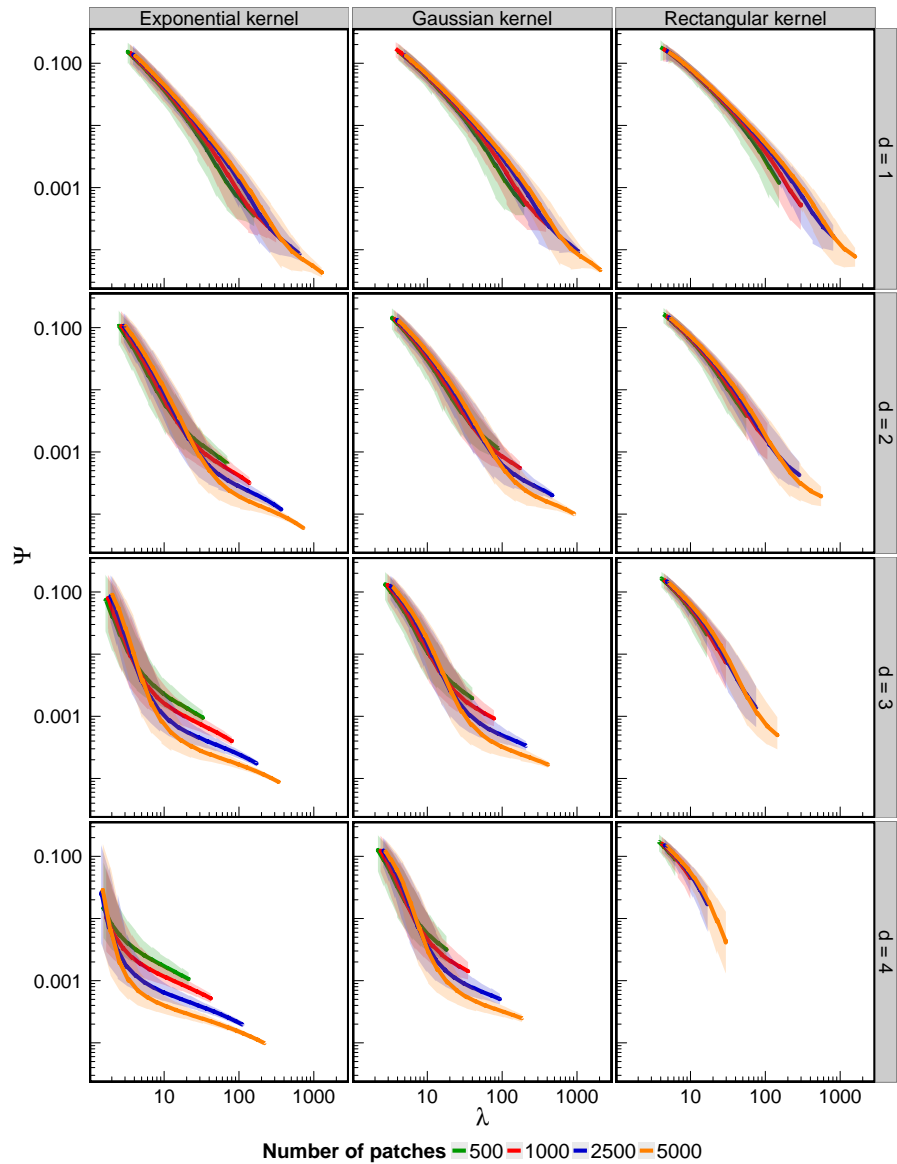 Exponential kernel Gaussian kernel Rectangular kernel
0.100
0.001
d = 1
0.100
0.001
d = 2
Ψ
0.100
0.001
d = 3
0.100
0.001
d = 4
10 100 1000 10 100 1000 10 100 1000
λ
Number of patches 500 1000 2500 5000